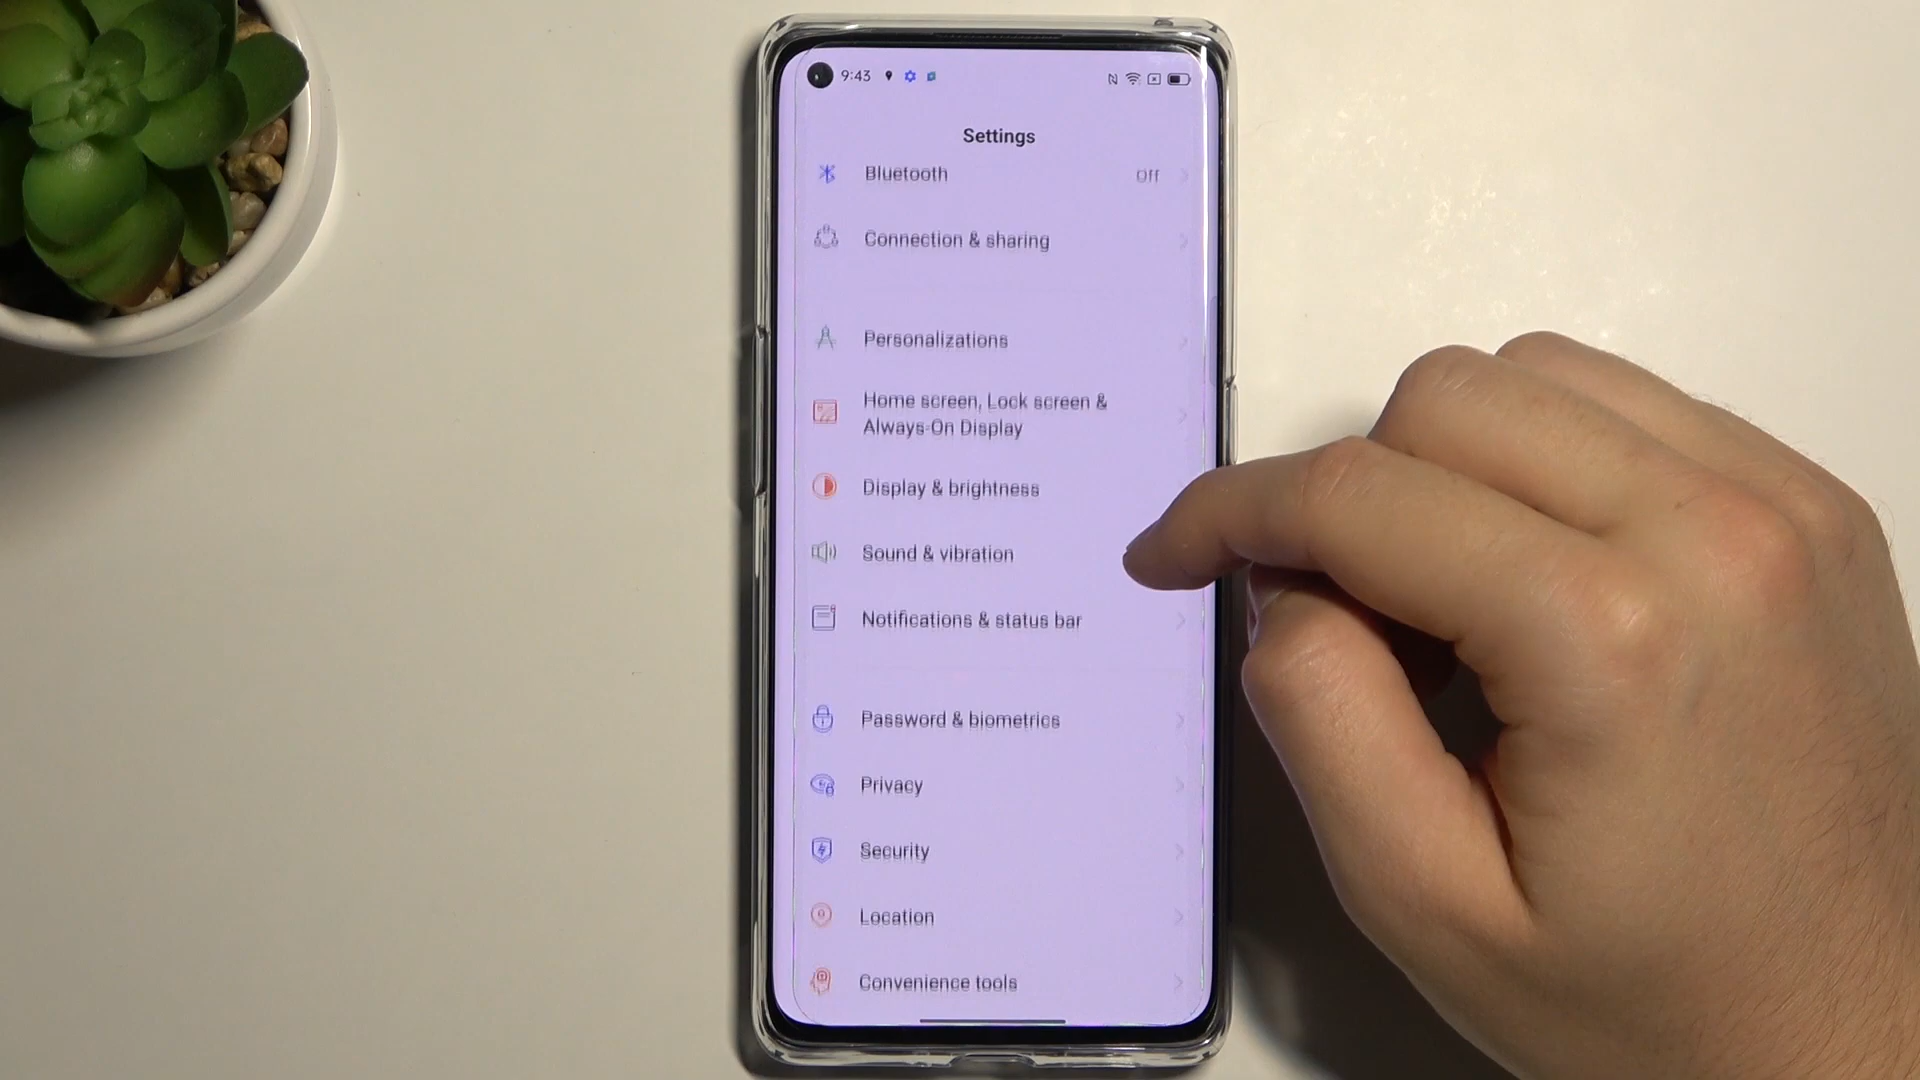 9:43
Settings
Bluetooth Off
Connection & sharing
Personalizations
Home screen, Lock screen &
Always-On Display
Display & brightness
Sound & vibration
Notifications & status bar
Password & biometrics
Privacy
Security
Location
Convenience tools